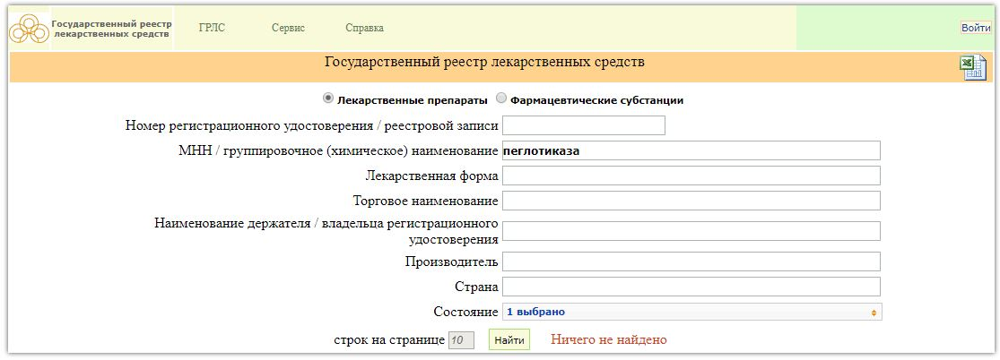 Государственный реестр
лекарственных средств
ГРЛС
Сервис
Справка
Войти
Государственный реестр лекарственных средств
Лекарственные препараты
Фармацевтические субстанции
Номер регистрационного удостоверения / реестровой записи
МНН / группировочное (химическое) наименование
пеглотиказа
Лекарственная форма
Торговое наименование
Наименование держателя / владельца регистрационного
удостоверения
Производитель
Страна
Состояние
1 выбрано
строк на странице
10
Найти
Ничего не найдено